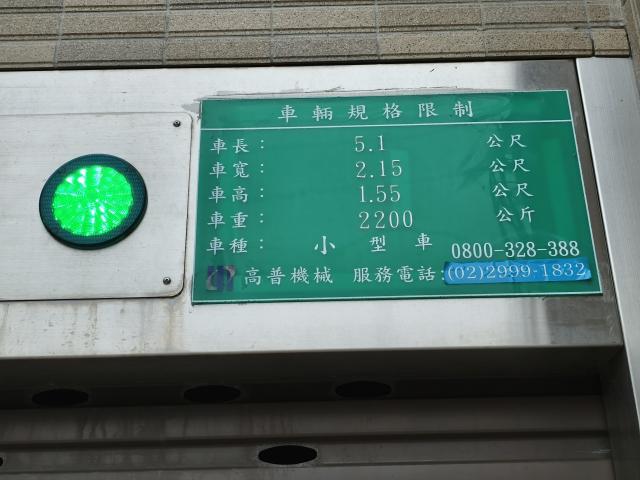 車輛規格限制
車長： 5.1 公尺
車寬： 2.15 公尺
車高： 1.55 公尺
車重： 2200 公斤
車種： 小型車 0800-328-388
高普機械 服務電話:(02)2999-1832